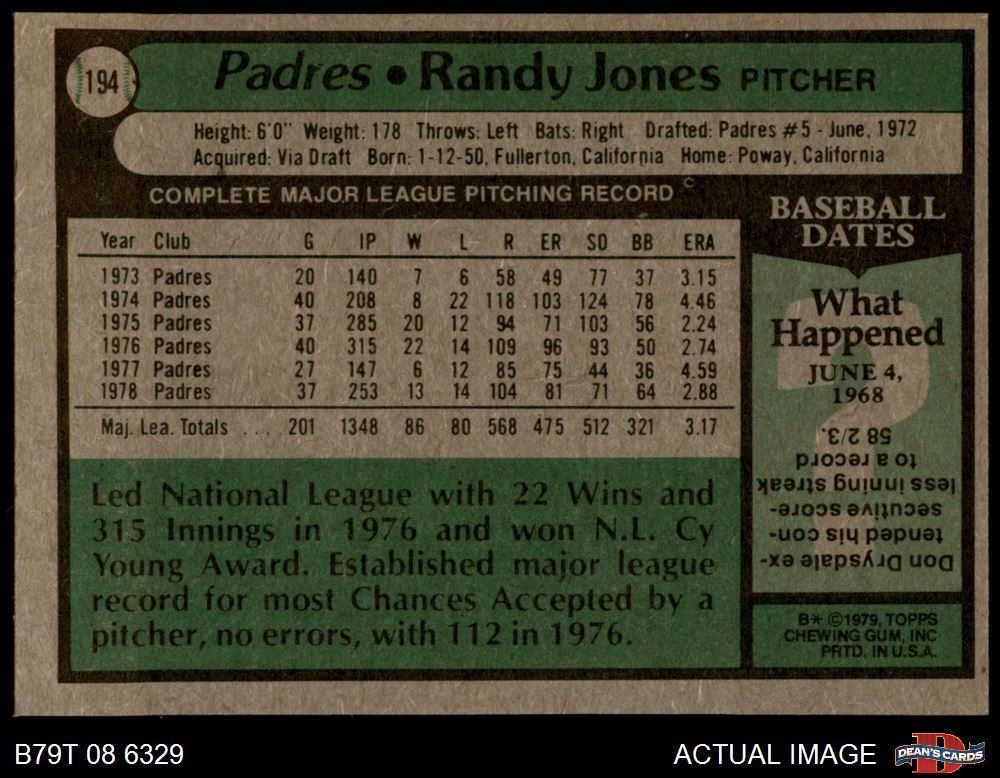 194
Padres • Randy Jones PITCHER
Height: 6'0" Weight: 178 Throws: Left Bats: Right Drafted: Padres #5 - June, 1972
Acquired: Via Draft Born: 1-12-50, Fullerton, California Home: Poway, California
COMPLETE MAJOR LEAGUE PITCHING RECORD
Year Club G IP W L R ER SO BB ERA
1973 Padres 20 140 7 6 58 49 77 37 3.15
1974 Padres 40 208 8 22 118 103 124 78 4.46
1975 Padres 37 285 20 12 94 71 103 56 2.24
1976 Padres 40 315 22 14 109 96 93 50 2.74
1977 Padres 27 147 6 12 85 75 44 36 4.59
1978 Padres 37 253 13 14 104 81 71 64 2.88
Maj. Lea. Totals . . . . 201 1348 86 80 568 475 512 321 3.17
Led National League with 22 Wins and
315 Innings in 1976 and won N.L. Cy
Young Award. Established major league
record for most Chances Accepted by a
pitcher, no errors, with 112 in 1976.
BASEBALL
DATES
What
Happened
JUNE 4,
1968
Don Drysdale ex-
tended his con-
secutive score-
less inning streak
to a record
58 2/3.
B* ©1979, TOPPS
CHEWING GUM, INC
PRTD. IN U.S.A.
B79T 08 6329
ACTUAL IMAGE
DEAN'S CARDS